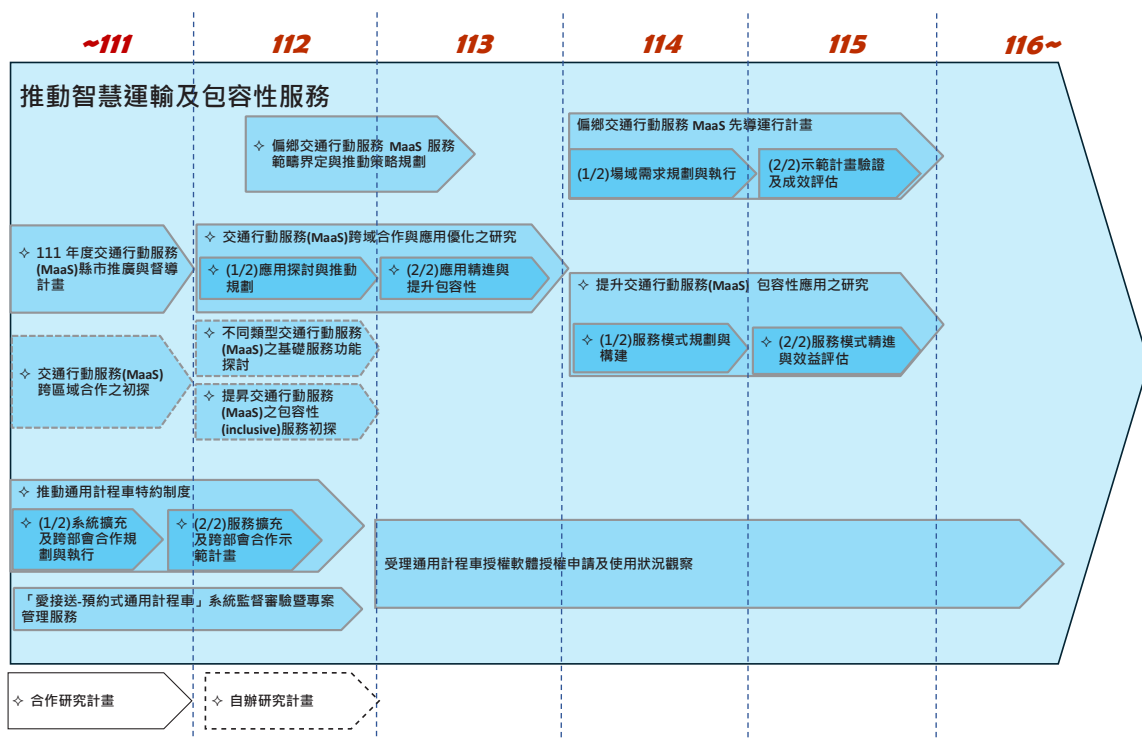 ~111 112 113 114 115 116~
推動智慧運輸及包容性服務
✧ 偏鄉交通行動服務 MaaS 服務
範疇界定與推動策略規劃
偏鄉交通行動服務 MaaS 先導運行計畫
(1/2)場域需求規劃與執行
(2/2)示範計畫驗證
及成效評估
✧ 111 年度交通行動服務
(MaaS)縣市推廣與督導
計畫
✧ 交通行動服務(MaaS)跨域合作與應用優化之研究
✧ (1/2)應用探討與推動
規劃
✧ (2/2)應用精進與
提升包容性
✧ 提升交通行動服務(MaaS) 包容性應用之研究
✧ (1/2)服務模式規劃與
構建
✧ (2/2)服務模式精進
與效益評估
✧ 交通行動服務(MaaS)
跨區域合作之初探
✧ 不同類型交通行動服務
(MaaS)之基礎服務功能
探討
✧ 提昇交通行動服務
(MaaS)之包容性
(inclusive)服務初探
✧ 推動通用計程車特約制度
✧ (1/2)系統擴充
及跨部會合作規
劃與執行
✧ (2/2)服務擴充
及跨部會合作示
範計畫
受理通用計程車授權軟體授權申請及使用狀況觀察
「愛接送-預約式通用計程車」系統監督審驗暨專案
管理服務
✧ 合作研究計畫
✧ 自辦研究計畫